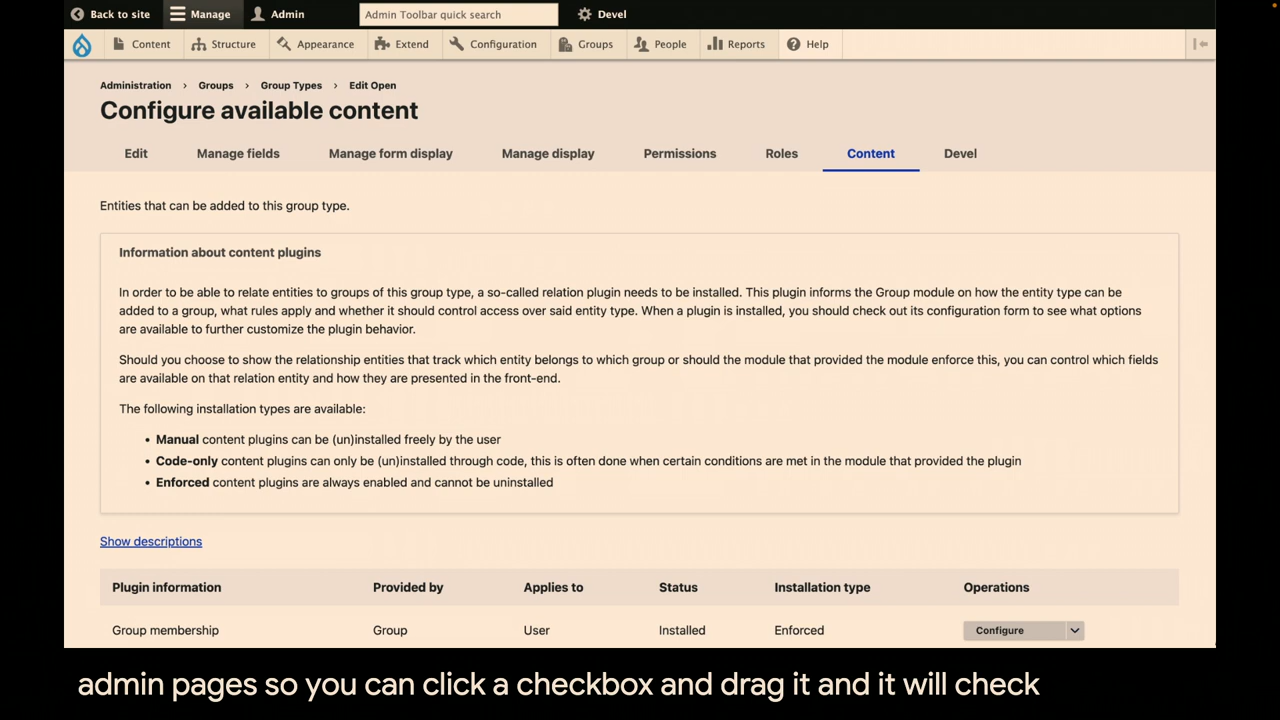 Back to site Manage Admin Admin Toolbar quick search Devel
Content Structure Appearance Extend Configuration Groups People Reports Help
Administration › Groups › Group Types › Edit Open
Configure available content
Edit Manage fields Manage form display Manage display Permissions Roles Content Devel
Entities that can be added to this group type.
Information about content plugins
In order to be able to relate entities to groups of this group type, a so-called relation plugin needs to be installed. This plugin informs the Group module on how the entity type can be
added to a group, what rules apply and whether it should control access over said entity type. When a plugin is installed, you should check out its configuration form to see what options
are available to further customize the plugin behavior.
Should you choose to show the relationship entities that track which entity belongs to which group or should the module that provided the module enforce this, you can control which fields
are available on that relation entity and how they are presented in the front-end.
The following installation types are available:
• Manual content plugins can be (un)installed freely by the user
• Code-only content plugins can only be (un)installed through code, this is often done when certain conditions are met in the module that provided the plugin
• Enforced content plugins are always enabled and cannot be uninstalled
Show descriptions
Plugin information Provided by Applies to Status Installation type Operations
Group membership Group User Installed Enforced Configure
admin pages so you can click a checkbox and drag it and it will check